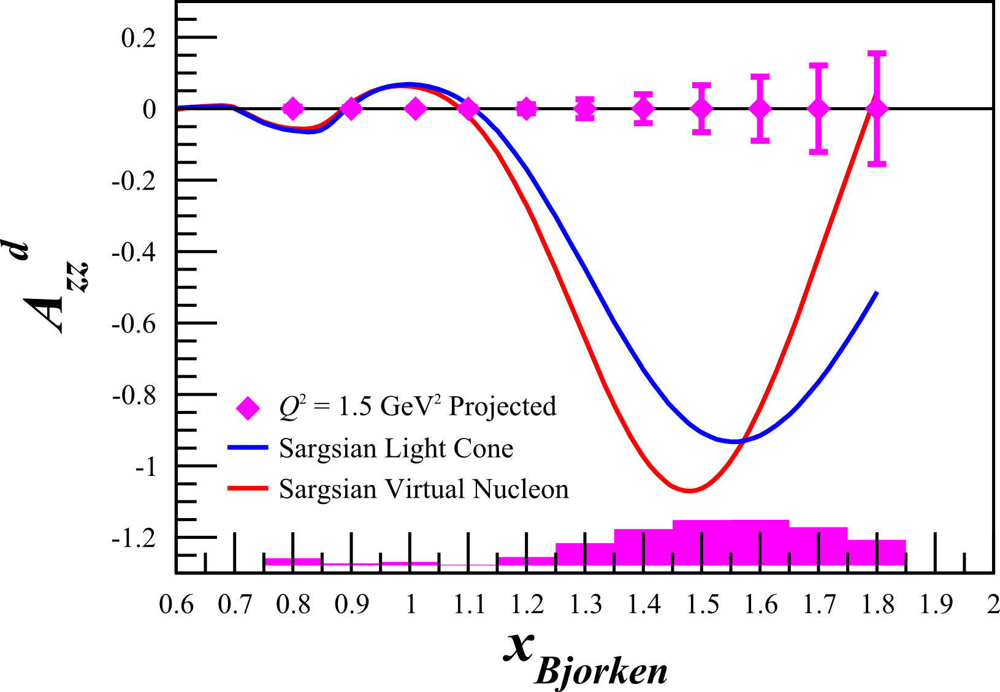 0.2
0
-0.2
-0.4
-0.6
-0.8
-1
-1.2
A_zz^d
Q² = 1.5 GeV² Projected
Sargsian Light Cone
Sargsian Virtual Nucleon
0.6 0.7 0.8 0.9 1 1.1 1.2 1.3 1.4 1.5 1.6 1.7 1.8 1.9 2
x_Bjorken